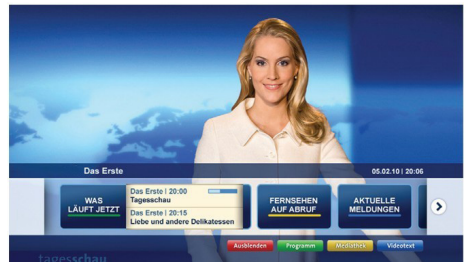 Das Erste
05.02.10 | 20:06
WAS
LÄUFT JETZT
Das Erste | 20:00
Tagesschau
Das Erste | 20:15
Liebe und andere Delikatessen
FERNSEHEN
AUF ABRUF
AKTUELLE
MELDUNGEN
Ausblenden
Programm
Mediathek
Videotext
tagesschau